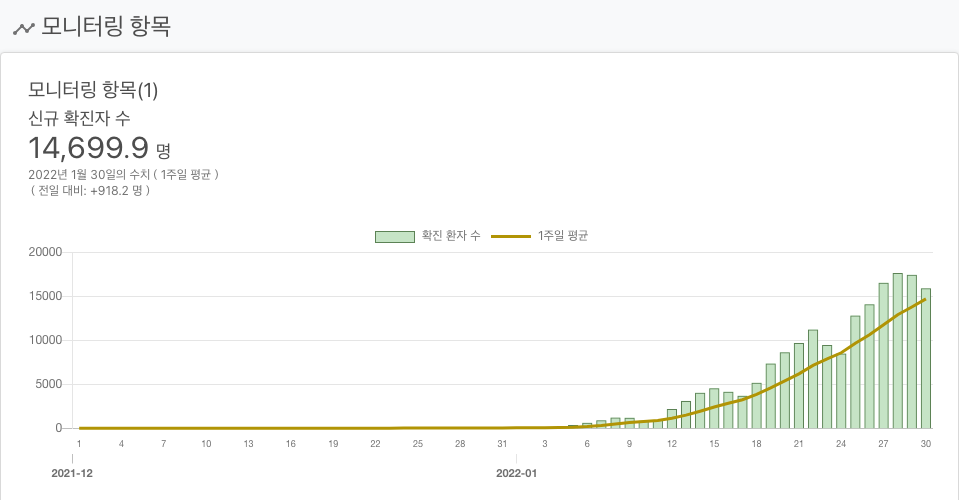 모니터링 항목
모니터링 항목(1)
신규 확진자 수
14,699.9 명
2022년 1월 30일의 수치 ( 1주일 평균 )
( 전일 대비: +918.2 명 )
확진 환자 수 1주일 평균
20000
15000
10000
5000
0
1 4 7 10 13 16 19 22 25 28 31 3 6 9 12 15 18 21 24 27 30
2021-12 2022-01